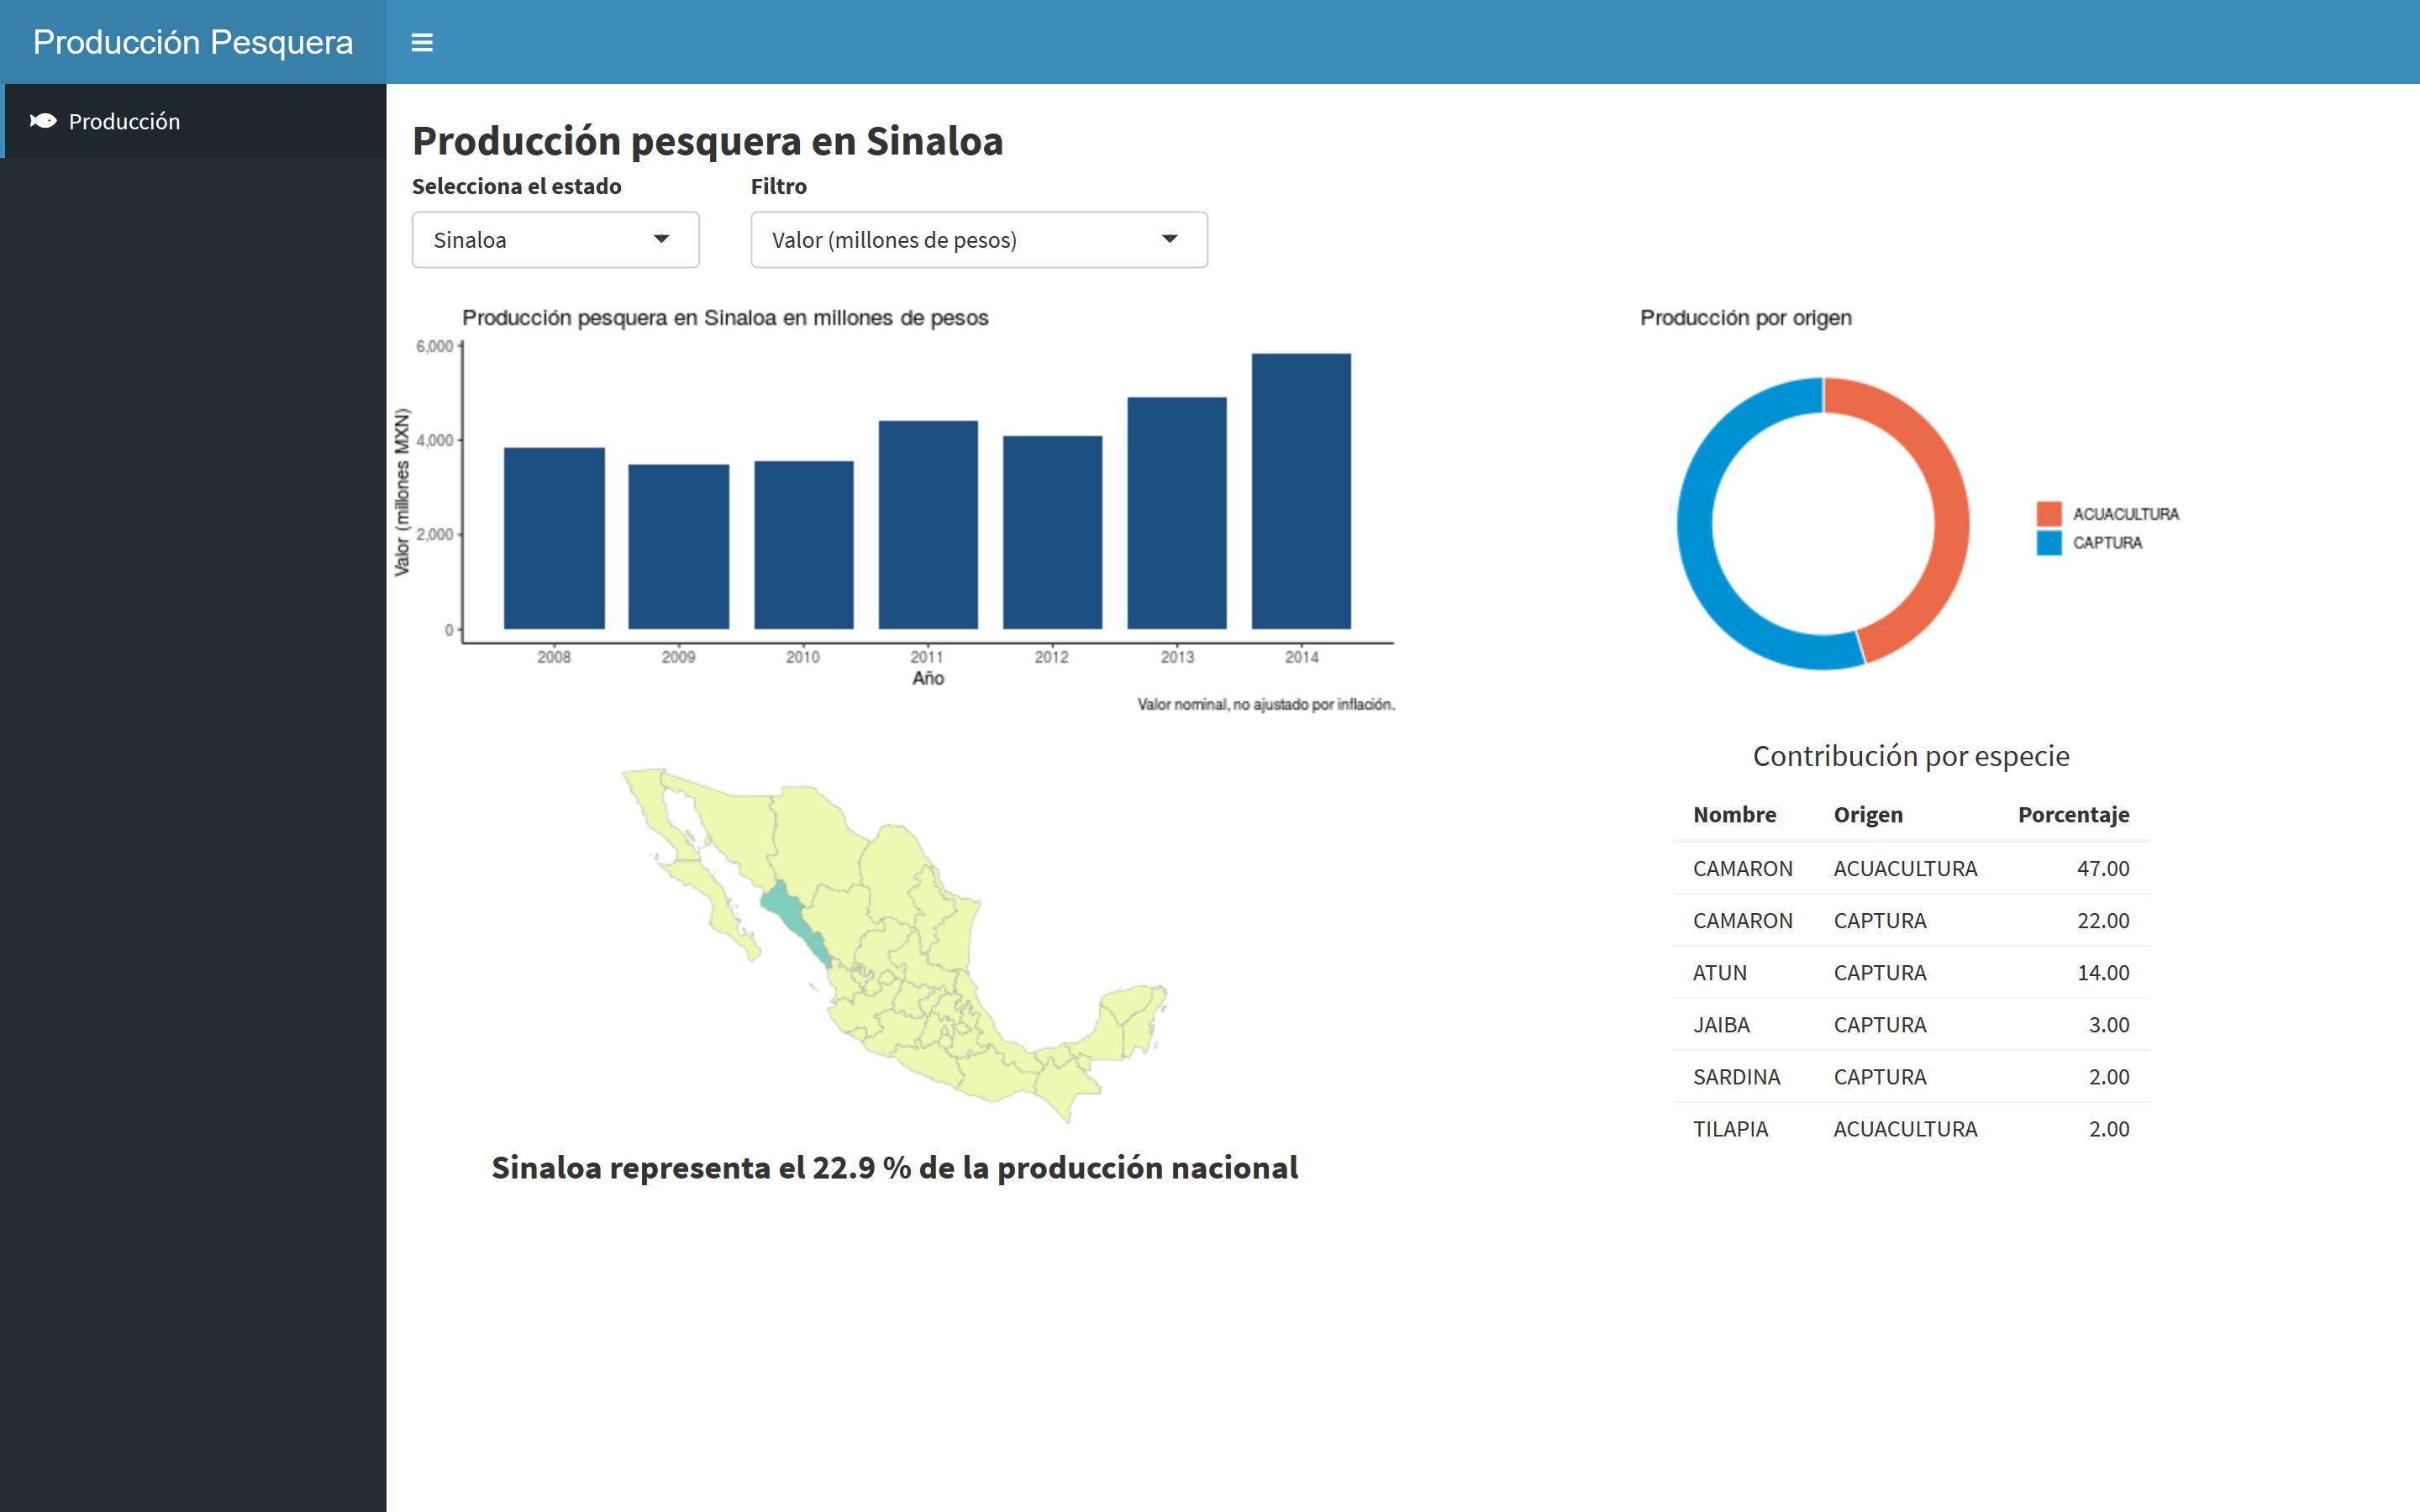 Producción Pesquera
Producción
Producción pesquera en Sinaloa
Selecciona el estado
Filtro
Sinaloa
Valor (millones de pesos)
Producción pesquera en Sinaloa en millones de pesos
Valor (millones MXN)
6,000
4,000
2,000
0
2008 2009 2010 2011 2012 2013 2014
Año
Valor nominal, no ajustado por inflación.
Producción por origen
ACUACULTURA
CAPTURA
Sinaloa representa el 22.9 % de la producción nacional
Contribución por especie
Nombre Origen Porcentaje
CAMARON ACUACULTURA 47.00
CAMARON CAPTURA 22.00
ATUN CAPTURA 14.00
JAIBA CAPTURA 3.00
SARDINA CAPTURA 2.00
TILAPIA ACUACULTURA 2.00